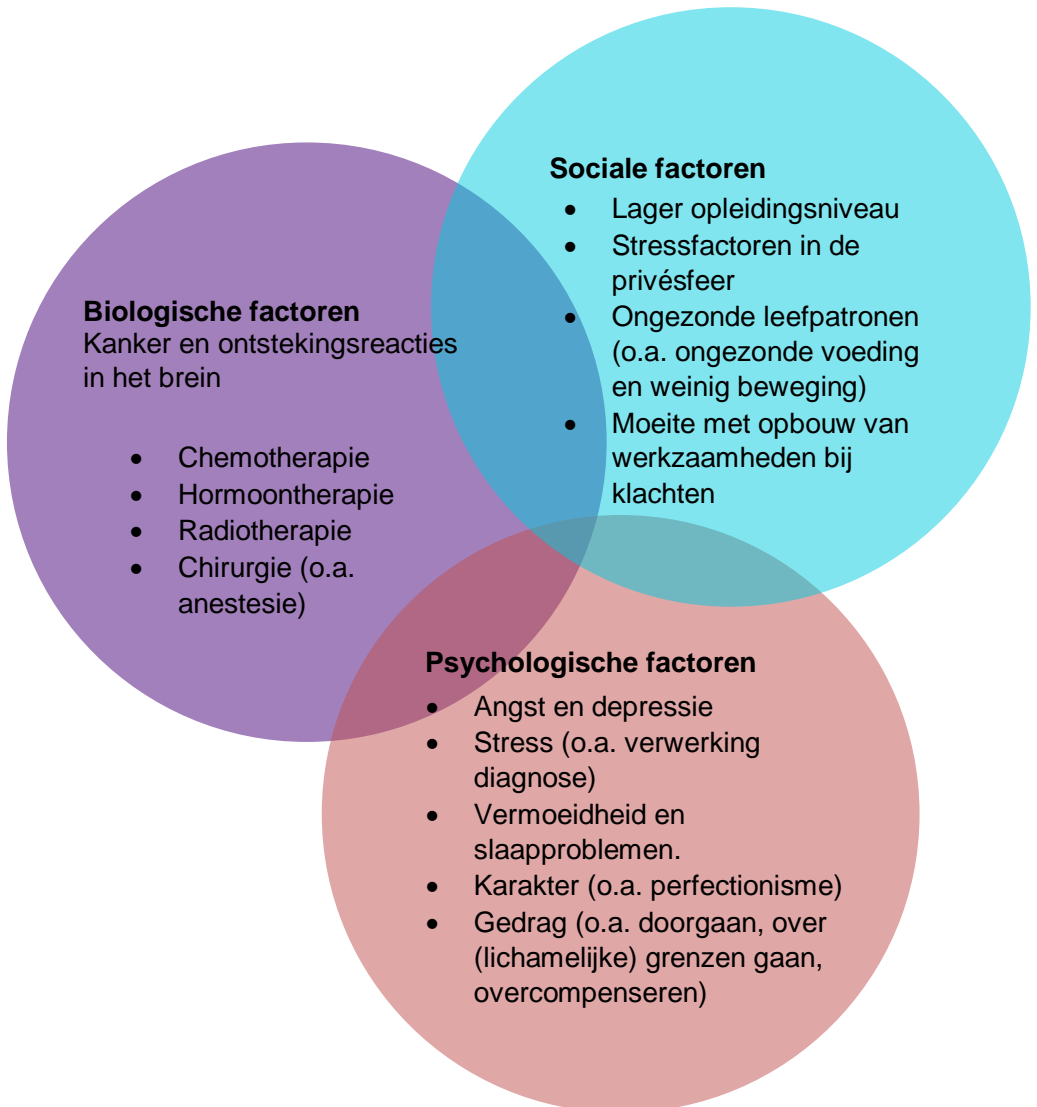 Sociale factoren
• Lager opleidingsniveau
• Stressfactoren in de
privésfeer
• Ongezonde leefpatronen
(o.a. ongezonde voeding
en weinig beweging)
• Moeite met opbouw van
werkzaamheden bij
klachten
Biologische factoren
Kanker en ontstekingsreacties
in het brein
• Chemotherapie
• Hormoontherapie
• Radiotherapie
• Chirurgie (o.a.
anestesie)
Psychologische factoren
• Angst en depressie
• Stress (o.a. verwerking
diagnose)
• Vermoeidheid en
slaapproblemen.
• Karakter (o.a. perfectionisme)
• Gedrag (o.a. doorgaan, over
(lichamelijke) grenzen gaan,
overcompenseren)